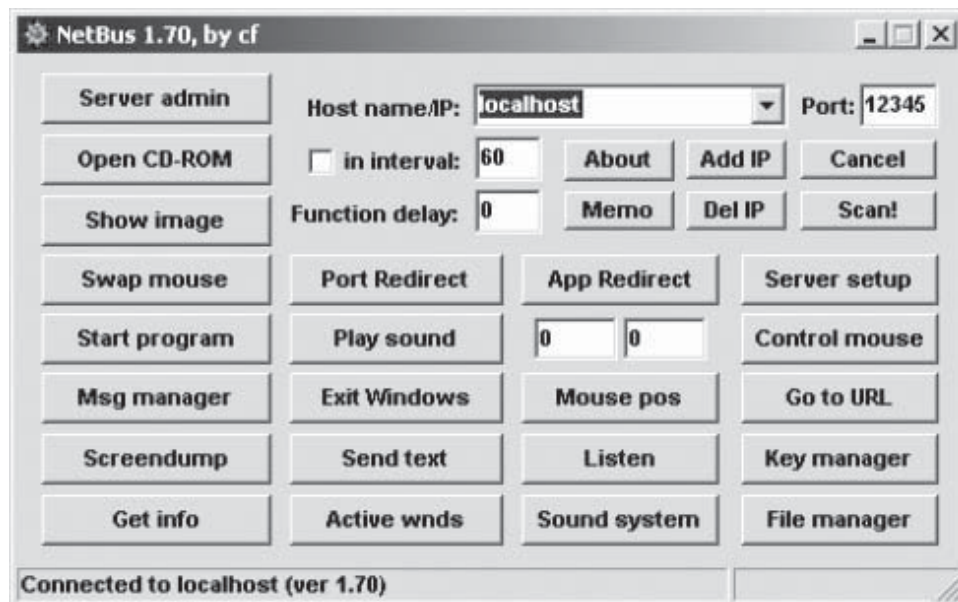 NetBus 1.70, by cf
Server admin
Host name/IP: localhost Port: 12345
Open CD-ROM
in interval: 60 About Add IP Cancel
Show image
Function delay: 0 Memo Del IP Scan!
Swap mouse Port Redirect App Redirect Server setup
Start program Play sound 0 0 Control mouse
Msg manager Exit Windows Mouse pos Go to URL
Screendump Send text Listen Key manager
Get info Active wnds Sound system File manager
Connected to localhost (ver 1.70)